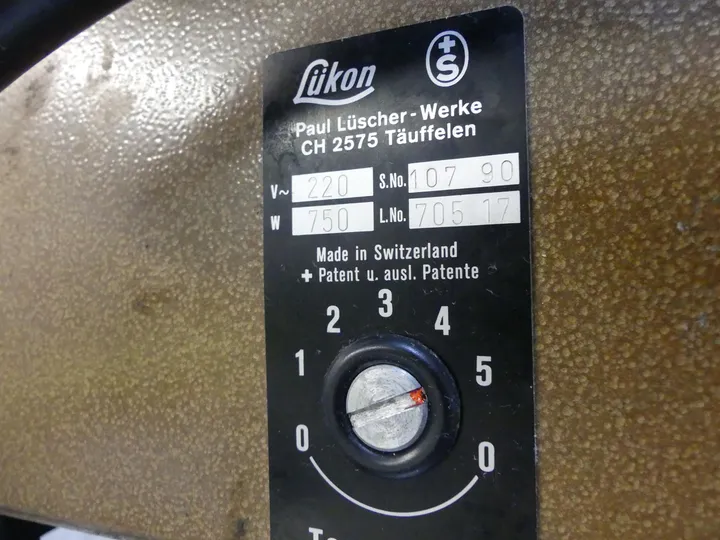 Lükon
+S
Paul Lüscher-Werke
CH 2575 Täuffelen
V~ 220 S.No. 107 90
W 750 L.No. 705.17
Made in Switzerland
+ Patent u. ausl. Patente
0 1 2 3 4 5 0